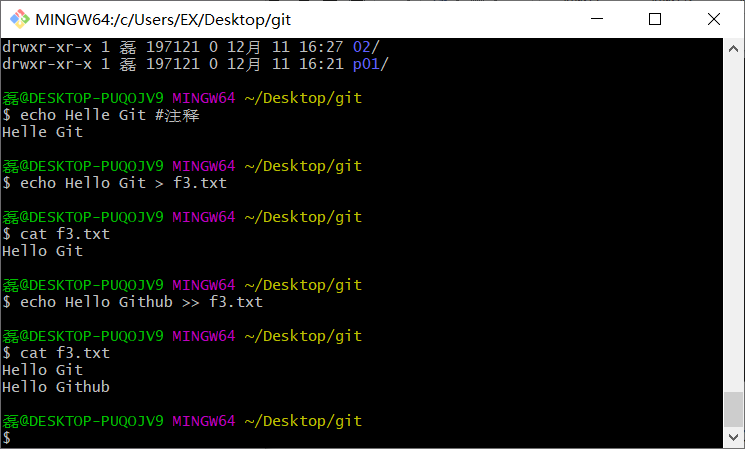 MINGW64:/c/Users/EX/Desktop/git
drwxr-xr-x 1 磊 197121 0 12月 11 16:27 02/
drwxr-xr-x 1 磊 197121 0 12月 11 16:21 p01/
磊@DESKTOP-PUQOJV9 MINGW64 ~/Desktop/git
$ echo Helle Git #注释
Helle Git
磊@DESKTOP-PUQOJV9 MINGW64 ~/Desktop/git
$ echo Hello Git > f3.txt
磊@DESKTOP-PUQOJV9 MINGW64 ~/Desktop/git
$ cat f3.txt
Hello Git
磊@DESKTOP-PUQOJV9 MINGW64 ~/Desktop/git
$ echo Hello Github >> f3.txt
磊@DESKTOP-PUQOJV9 MINGW64 ~/Desktop/git
$ cat f3.txt
Hello Git
Hello Github
磊@DESKTOP-PUQOJV9 MINGW64 ~/Desktop/git
$